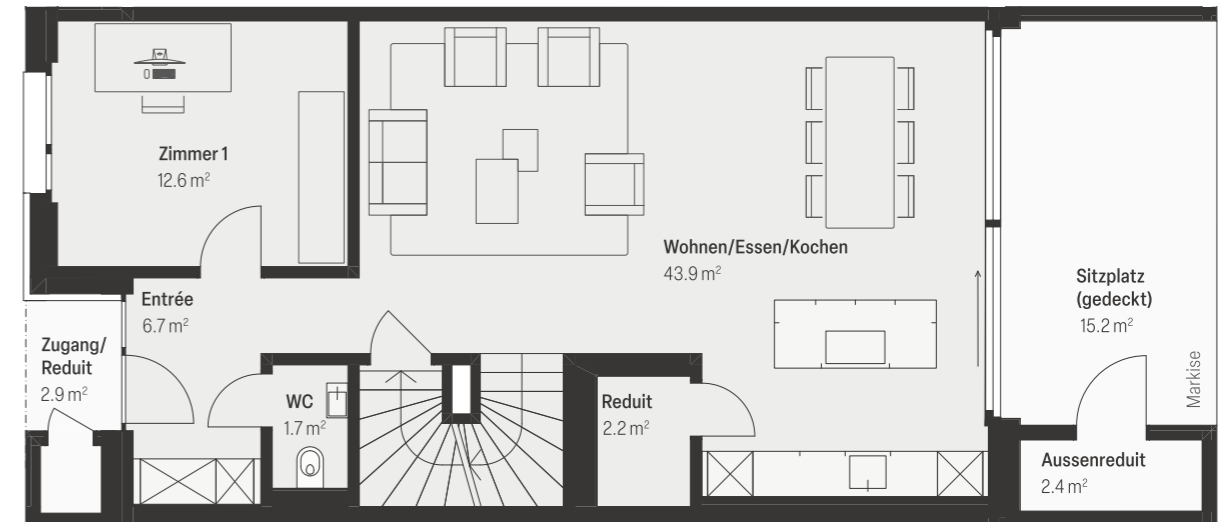 Zimmer 1
12.6 m²
Wohnen/Essen/Kochen
43.9 m²
Sitzplatz
(gedeckt)
15.2 m²
Markise
Entrée
6.7 m²
Zugang/
Reduit
2.9 m²
WC
1.7 m²
Reduit
2.2 m²
Aussenreduit
2.4 m²